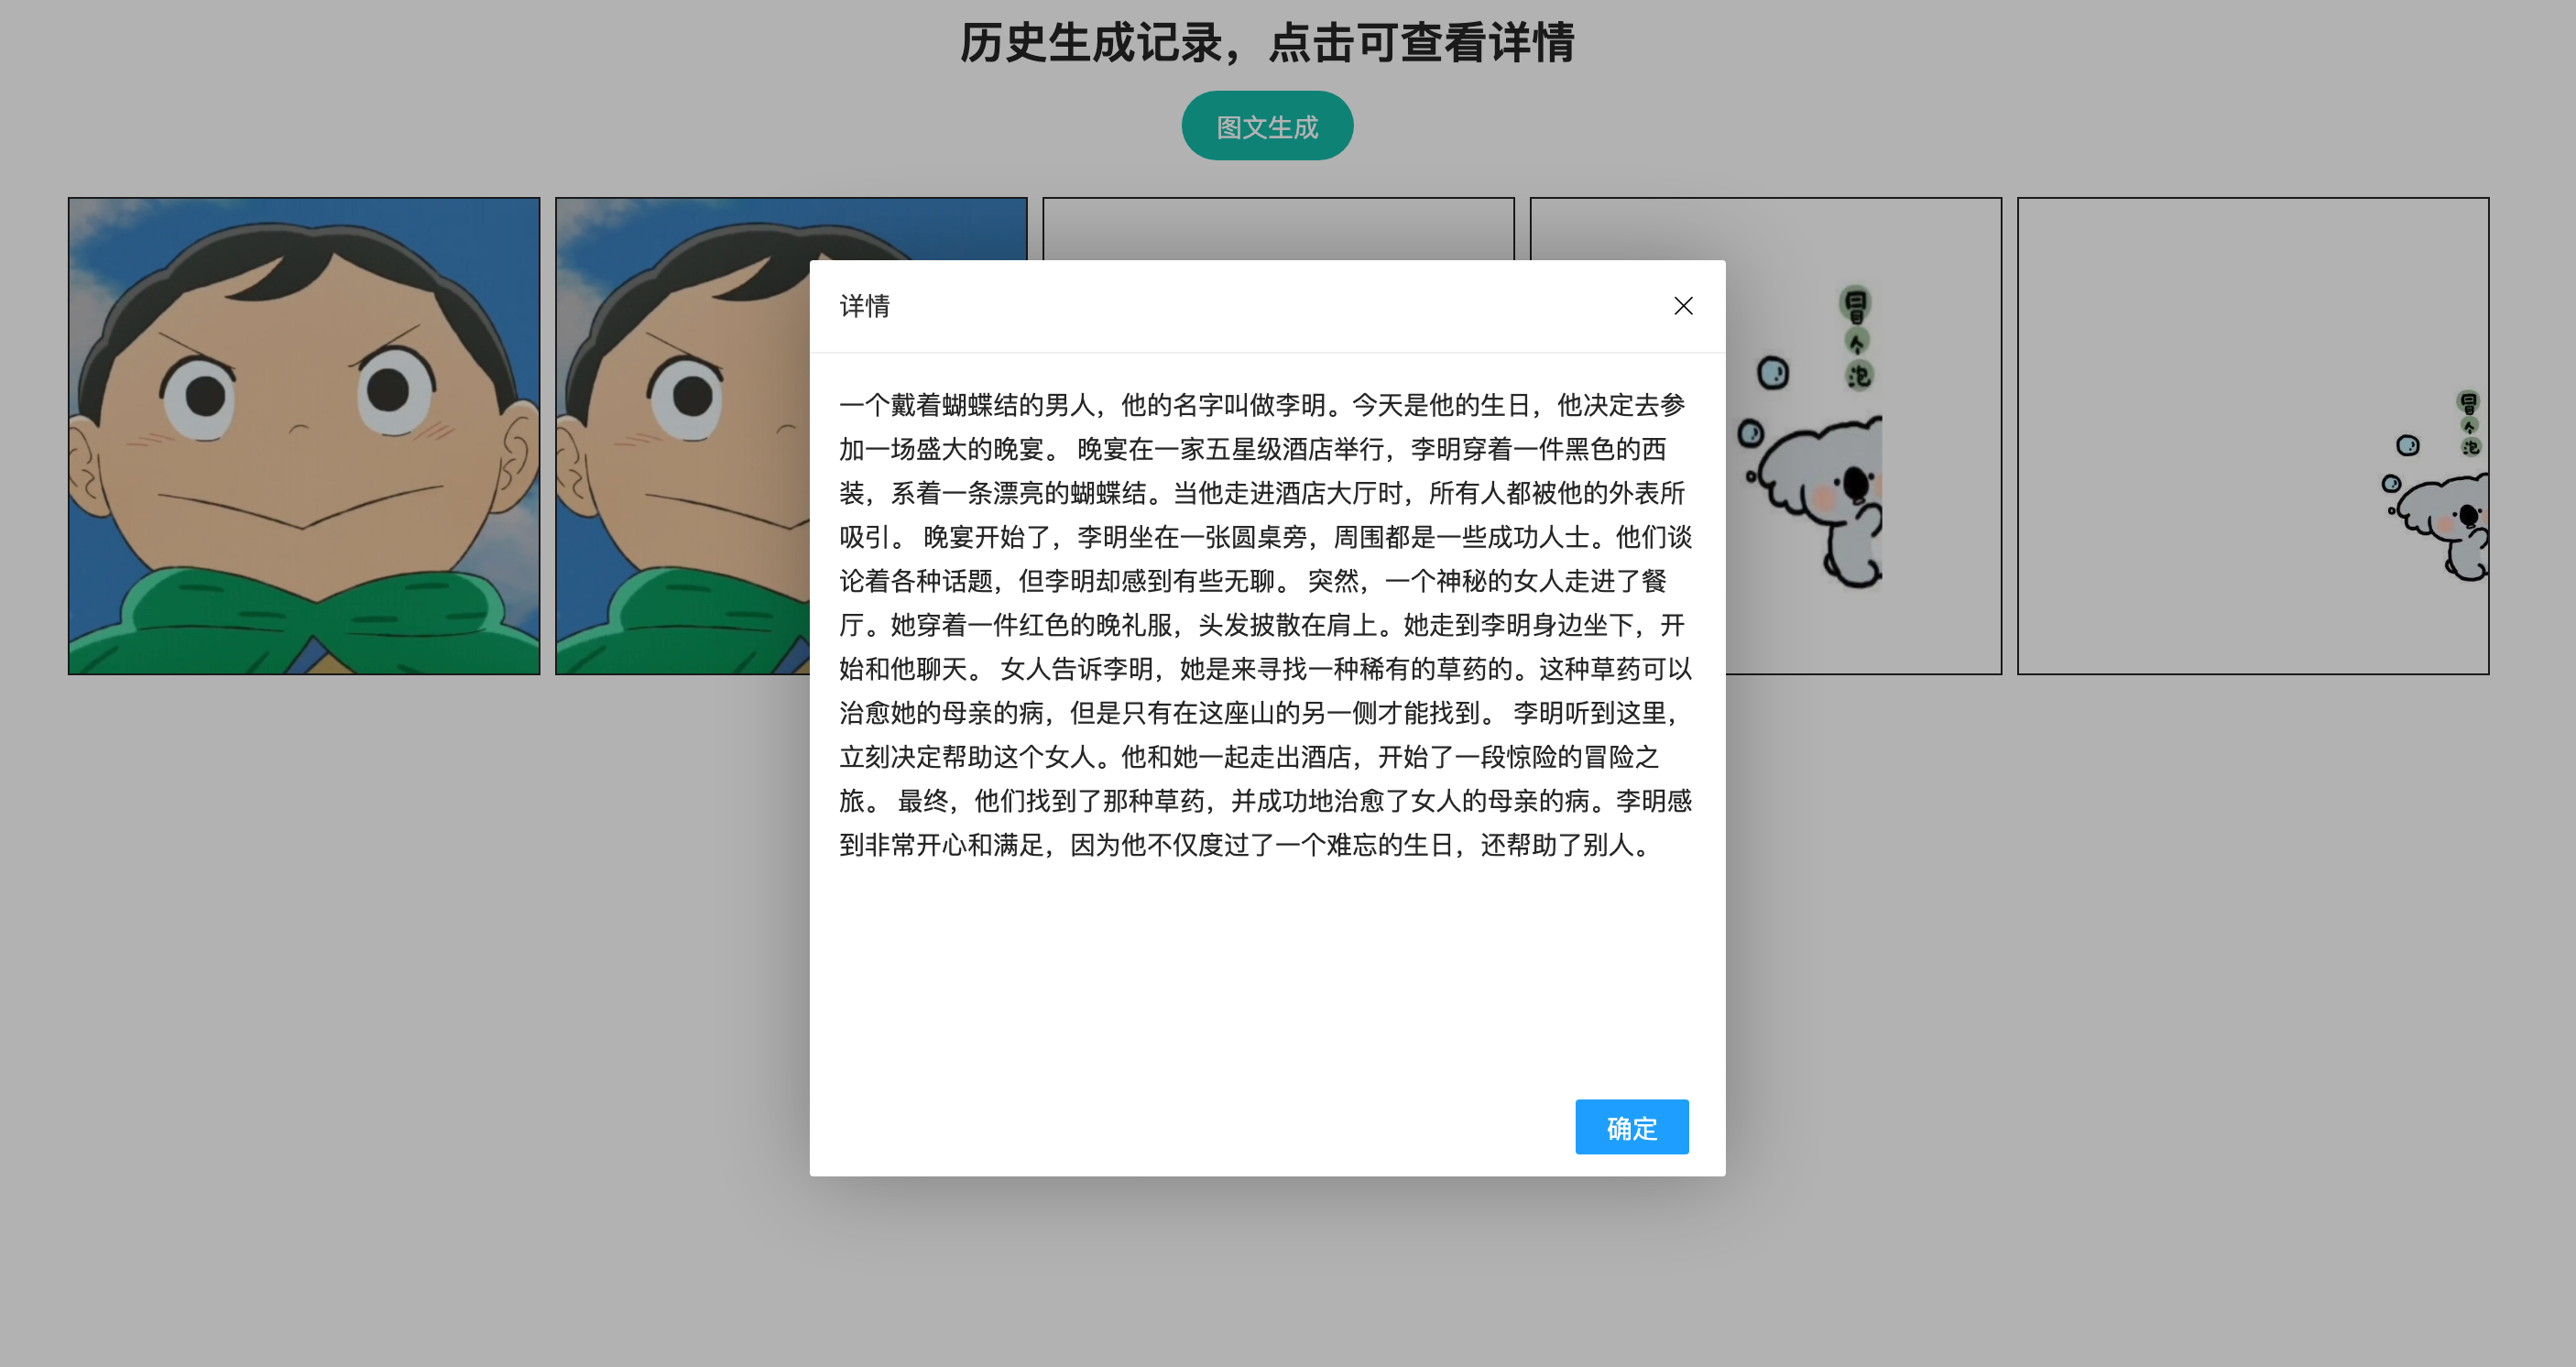 历史生成记录，点击可查看详情
图文生成
详情
一个戴着蝴蝶结的男人，他的名字叫做李明。今天是他的生日，他决定去参
加一场盛大的晚宴。 晚宴在一家五星级酒店举行，李明穿着一件黑色的西
装，系着一条漂亮的蝴蝶结。当他走进酒店大厅时，所有人都被他的外表所
吸引。 晚宴开始了，李明坐在一张圆桌旁，周围都是一些成功人士。他们谈
论着各种话题，但李明却感到有些无聊。 突然，一个神秘的女人走进了餐
厅。她穿着一件红色的晚礼服，头发披散在肩上。她走到李明身边坐下，开
始和他聊天。 女人告诉李明，她是来寻找一种稀有的草药的。这种草药可以
治愈她的母亲的病，但是只有在这座山的另一侧才能找到。 李明听到这里，
立刻决定帮助这个女人。他和她一起走出酒店，开始了一段惊险的冒险之
旅。 最终，他们找到了那种草药，并成功地治愈了女人的母亲的病。李明感
到非常开心和满足，因为他不仅度过了一个难忘的生日，还帮助了别人。
确定
冒个泡
冒个泡